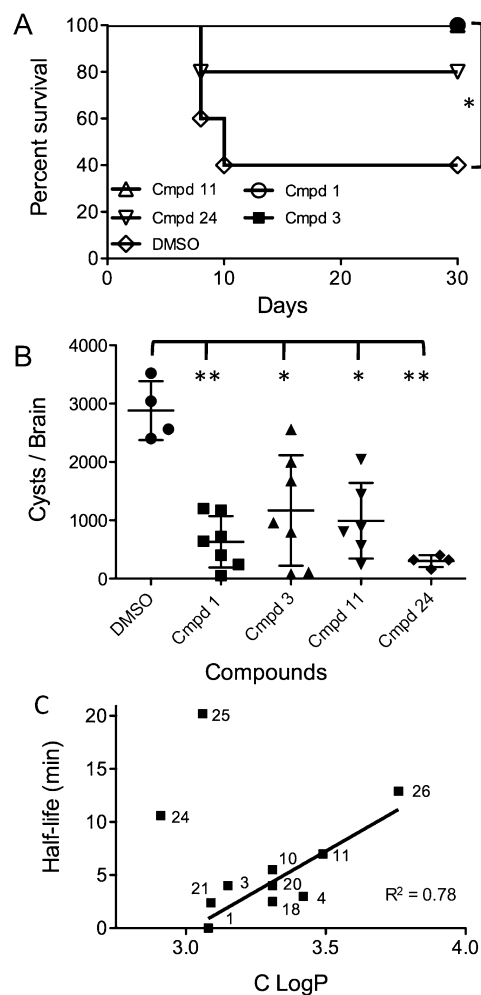 A
Percent survival
100
80
60
40
20
0
Cmpd 11
Cmpd 1
Cmpd 24
Cmpd 3
DMSO
*
0 10 20 30
Days
B
Cysts / Brain
4000
3000
2000
1000
0
** * * **
DMSO Cmpd 1 Cmpd 3 Cmpd 11 Cmpd 24
Compounds
C
Half-life (min)
20
15
10
5
0
25
24
26
10
11
21
3
20
18
4
1
R² = 0.78
3.0 3.5 4.0
C LogP